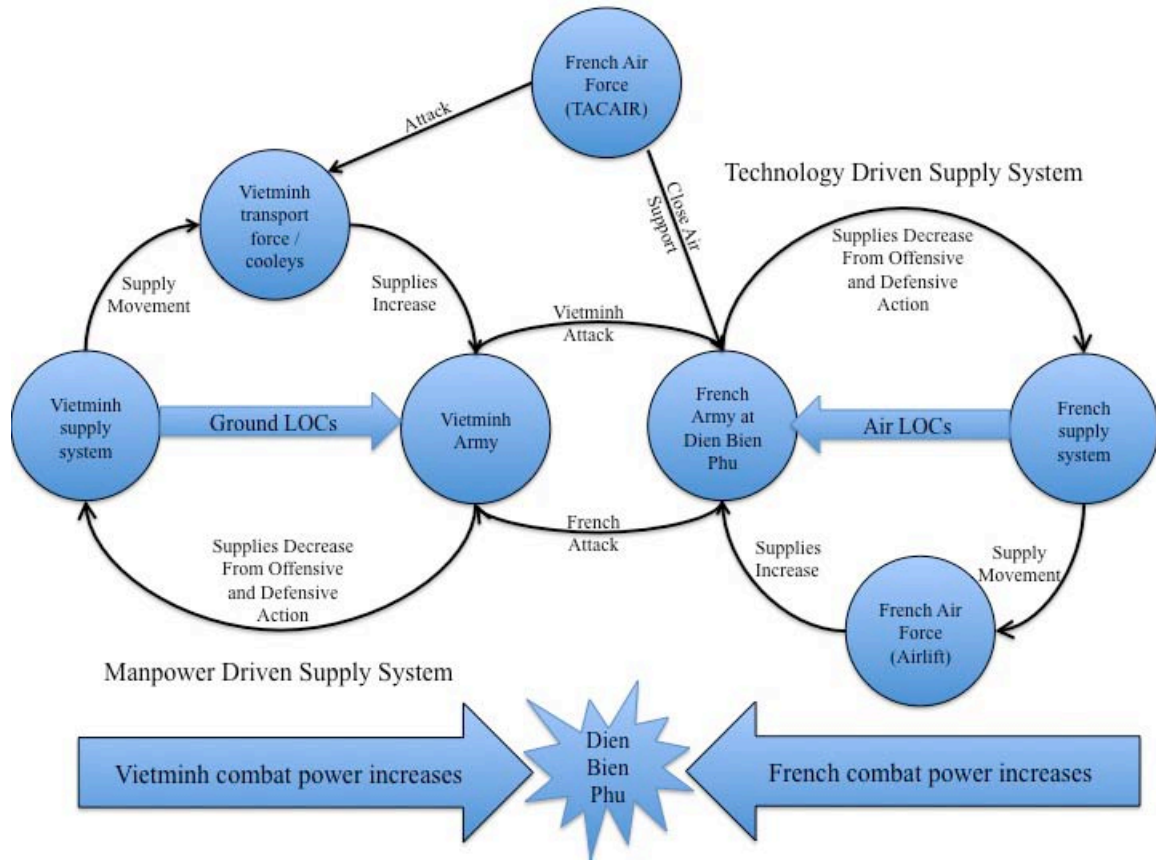 French Air
Force
(TACAIR)
Attack
Close Air
Support
Technology Driven Supply System
Vietminh
transport
force /
cooleys
Supply
Movement
Supplies
Increase
Vietminh
Attack
Supplies Decrease
From Offensive
and Defensive
Action
Vietminh
supply
system
Ground LOCs
Vietminh
Army
French
Army at
Dien Bien
Phu
Air LOCs
French
supply
system
Supplies Decrease
From Offensive
and Defensive
Action
French
Attack
Supplies
Increase
Supply
Movement
French Air
Force
(Airlift)
Manpower Driven Supply System
Vietminh combat power increases
Dien
Bien
Phu
French combat power increases